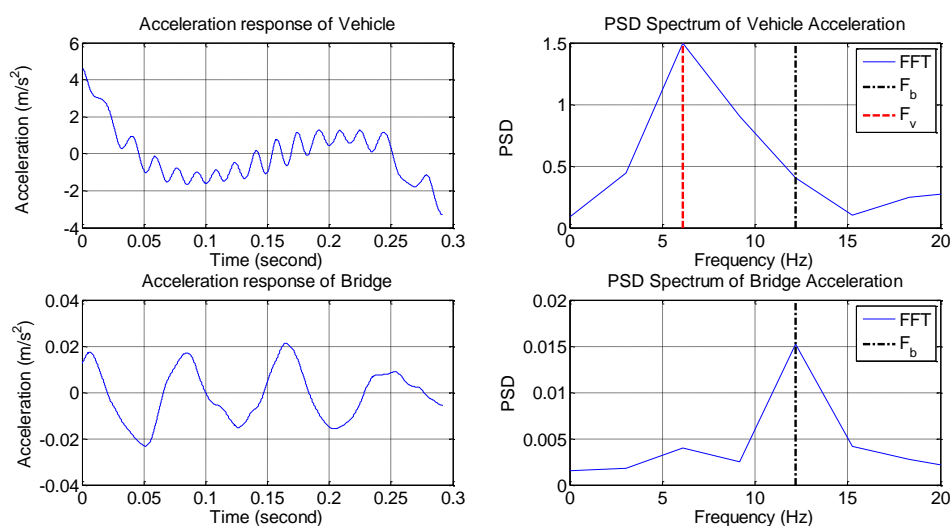 Acceleration response of Vehicle
6
4
2
0
-2
-4
Acceleration (m/s²)
0 0.05 0.1 0.15 0.2 0.25 0.3
Time (second)
PSD Spectrum of Vehicle Acceleration
1.5
1
0.5
0
PSD
FFT
F_b
F_v
0 5 10 15 20
Frequency (Hz)
Acceleration response of Bridge
0.04
0.02
0
-0.02
-0.04
Acceleration (m/s²)
0 0.05 0.1 0.15 0.2 0.25 0.3
Time (second)
PSD Spectrum of Bridge Acceleration
0.02
0.015
0.01
0.005
0
PSD
FFT
F_b
0 5 10 15 20
Frequency (Hz)